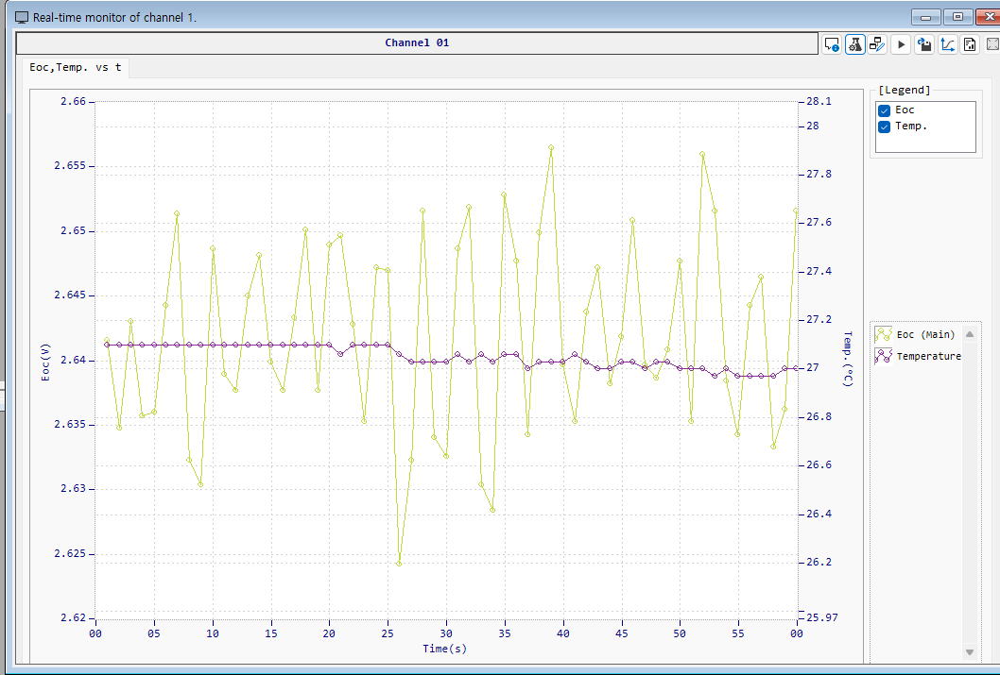 Real-time monitor of channel 1.
Channel 01
Eoc,Temp. vs t
[Legend]
Eoc
Temp.
2.66
2.655
2.65
2.645
2.64
2.635
2.63
2.625
2.62
Eoc(V)
28.1
28
27.8
27.6
27.4
27.2
27
26.8
26.6
26.4
26.2
25.97
Temp.(ºC)
00 05 10 15 20 25 30 35 40 45 50 55 00
Time(s)
Eoc (Main)
Temperature